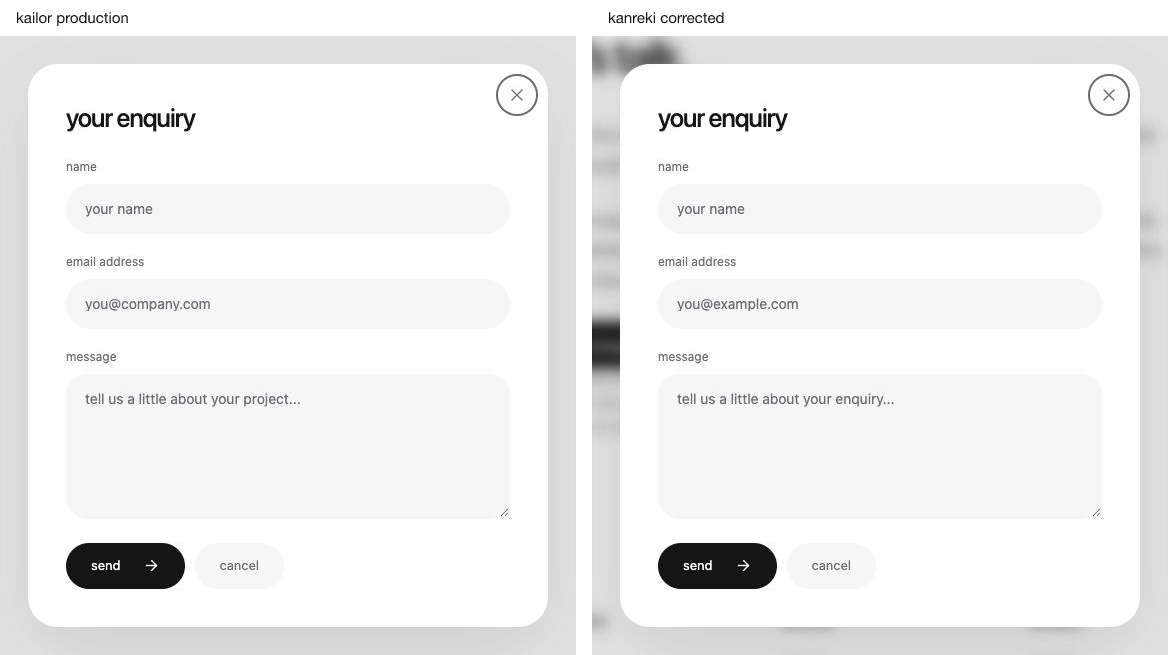 kailor production
your enquiry
name
your name
email address
you@company.com
message
tell us a little about your project...
send
cancel
kanreki corrected
your enquiry
name
your name
email address
you@example.com
message
tell us a little about your enquiry...
send
cancel